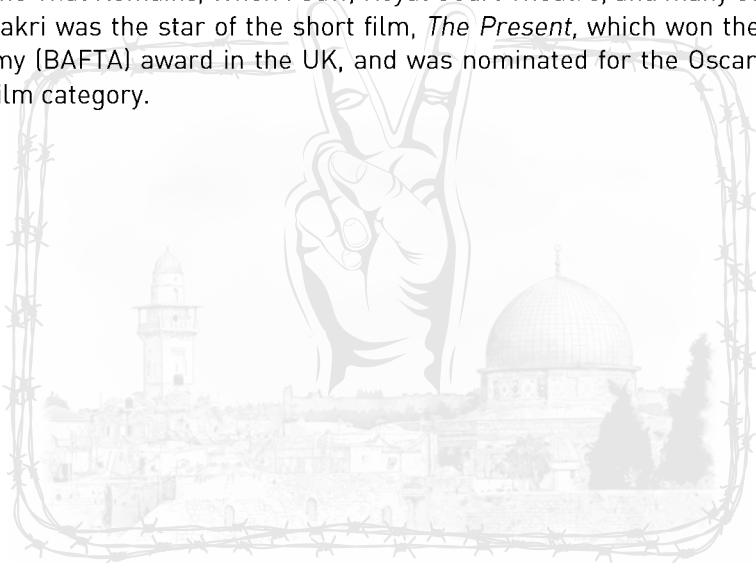 akri was the star of the short film, The Present, which won the
my (BAFTA) award in the UK, and was nominated for the Oscar
ilm category.